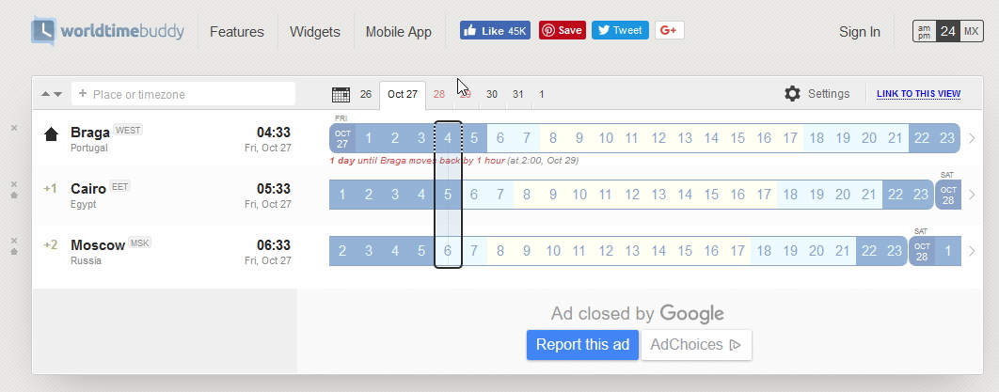 worldtimebuddy Features Widgets Mobile App Like 45K Save Tweet G+ Sign In am pm 24 MX
+ Place or timezone 26 Oct 27 28 29 30 31 1 Settings LINK TO THIS VIEW
FRI
Braga WEST 04:33 OCT 27 1 2 3 4 5 6 7 8 9 10 11 12 13 14 15 16 17 18 19 20 21 22 23
Portugal Fri, Oct 27
1 day until Braga moves back by 1 hour (at 2:00, Oct 29)
SAT
+1 Cairo EET 05:33 1 2 3 4 5 6 7 8 9 10 11 12 13 14 15 16 17 18 19 20 21 22 23 OCT 28
Egypt Fri, Oct 27
SAT
+2 Moscow MSK 06:33 2 3 4 5 6 7 8 9 10 11 12 13 14 15 16 17 18 19 20 21 22 23 OCT 28 1
Russia Fri, Oct 27
Ad closed by Google
Report this ad AdChoices